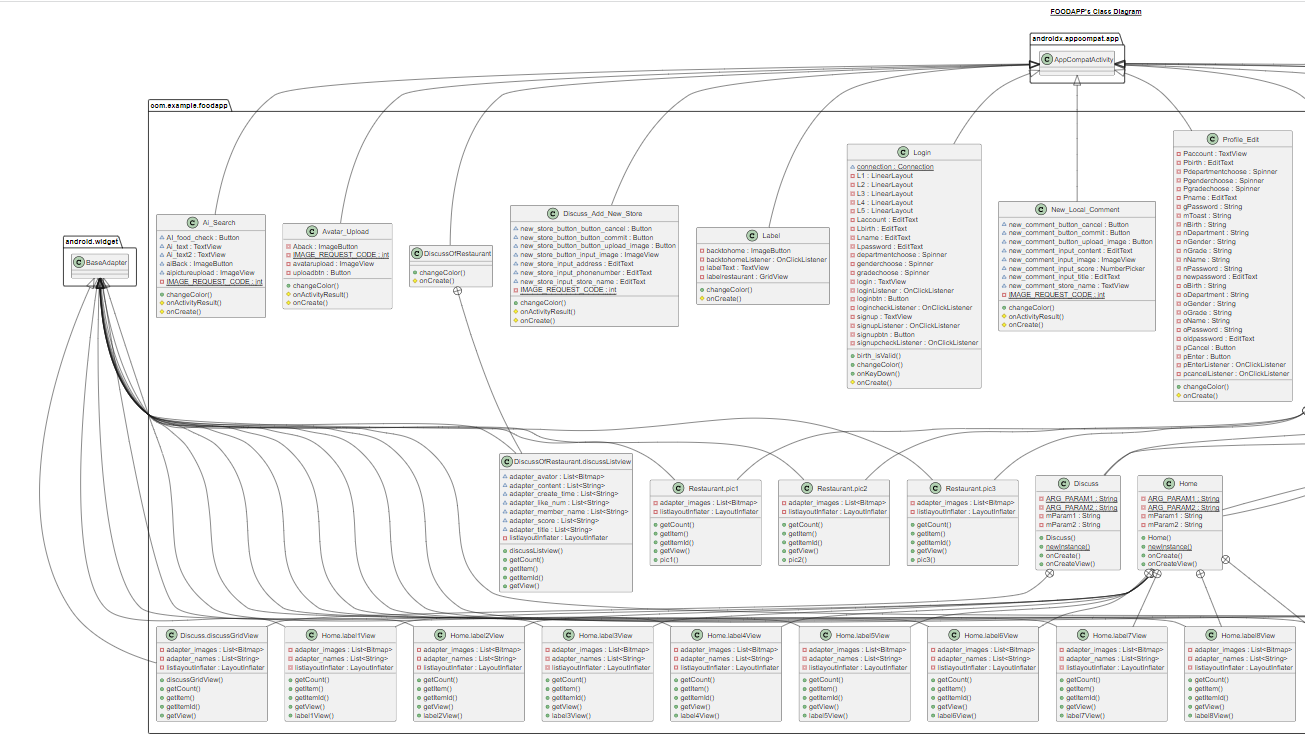 FOODAPP's Class Diagram
androidx.appcompat.app
AppCompatActivity
com.example.foodapp
android.widget
BaseAdapter
Ai_Search
AI_food_check : Button
Ai_text : TextView
Ai_text2 : TextView
aiBack : ImageButton
aipictureupload : ImageView
IMAGE_REQUEST_CODE : int
changeColor()
onActivityResult()
onCreate()
Avatar_Upload
Aback : ImageButton
IMAGE_REQUEST_CODE : int
avatarupload : ImageView
uploadbtn : Button
changeColor()
onActivityResult()
onCreate()
DiscussOfRestaurant
changeColor()
onCreate()
Discuss_Add_New_Store
new_store_button_button_cancel : Button
new_store_button_button_commit : Button
new_store_button_button_upload_image : Button
new_store_button_input_image : ImageView
new_store_input_address : EditText
new_store_input_phonenumber : EditText
new_store_input_store_name : EditText
IMAGE_REQUEST_CODE : int
changeColor()
onActivityResult()
onCreate()
Label
backtohome : ImageButton
backtohomeListener : OnClickListener
labelText : TextView
labelrestaurant : GridView
changeColor()
onCreate()
Login
connection : Connection
L1 : LinearLayout
L2 : LinearLayout
L3 : LinearLayout
L4 : LinearLayout
L5 : LinearLayout
Laccount : EditText
Lbirth : EditText
Lname : EditText
Lpassword : EditText
departmentchoose : Spinner
genderchoose : Spinner
gradechoose : Spinner
login : TextView
loginListener : OnClickListener
loginbtn : Button
logincheckListener : OnClickListener
signup : TextView
signupListener : OnClickListener
signupbtn : Button
signupcheckListener : OnClickListener
birth_isValid()
changeColor()
onKeyDown()
onCreate()
New_Local_Comment
new_comment_button_cancel : Button
new_comment_button_commit : Button
new_comment_button_upload_image : Button
new_comment_input_content : EditText
new_comment_input_image : ImageView
new_comment_input_score : NumberPicker
new_comment_input_title : EditText
new_comment_store_name : TextView
IMAGE_REQUEST_CODE : int
changeColor()
onActivityResult()
onCreate()
Profile_Edit
Paccount : TextView
Pbirth : EditText
Pdepartmentchoose : Spinner
Pgenderchoose : Spinner
Pgradechoose : Spinner
Pname : EditText
gPassword : String
mToast : String
nBirth : String
nDepartment : String
nGender : String
nGrade : String
nName : String
nPassword : String
newpassword : EditText
oBirth : String
oDepartment : String
oGender : String
oGrade : String
oName : String
oPassword : String
oldpassword : EditText
pCancel : Button
pEnter : Button
pEnterListener : OnClickListener
pcancelListener : OnClickListener
changeColor()
onCreate()
DiscussOfRestaurant.discussListview
adapter_avator : List<Bitmap>
adapter_content : List<String>
adapter_create_time : List<String>
adapter_like_num : List<String>
adapter_member_name : List<String>
adapter_score : List<String>
adapter_title : List<String>
listlayoutInflater : LayoutInflater
discussListview()
getCount()
getItem()
getItemId()
getView()
Restaurant.pic1
adapter_images : List<Bitmap>
listlayoutInflater : LayoutInflater
getCount()
getItem()
getItemId()
getView()
pic1()
Restaurant.pic2
adapter_images : List<Bitmap>
listlayoutInflater : LayoutInflater
getCount()
getItem()
getItemId()
getView()
pic2()
Restaurant.pic3
adapter_images : List<Bitmap>
listlayoutInflater : LayoutInflater
getCount()
getItem()
getItemId()
getView()
pic3()
Discuss
ARG_PARAM1 : String
ARG_PARAM2 : String
mParam1 : String
mParam2 : String
Discuss()
newInstance()
onCreate()
onCreateView()
Home
ARG_PARAM1 : String
ARG_PARAM2 : String
mParam1 : String
mParam2 : String
Home()
newInstance()
onCreate()
onCreateView()
Discuss.discussGridView
adapter_images : List<Bitmap>
adapter_names : List<String>
listlayoutInflater : LayoutInflater
discussGridView()
getCount()
getItem()
getItemId()
getView()
Home.label1View
adapter_images : List<Bitmap>
adapter_names : List<String>
listlayoutInflater : LayoutInflater
getCount()
getItem()
getItemId()
getView()
label1View()
Home.label2View
adapter_images : List<Bitmap>
adapter_names : List<String>
listlayoutInflater : LayoutInflater
getCount()
getItem()
getItemId()
getView()
label2View()
Home.label3View
adapter_images : List<Bitmap>
adapter_names : List<String>
listlayoutInflater : LayoutInflater
getCount()
getItem()
getItemId()
getView()
label3View()
Home.label4View
adapter_images : List<Bitmap>
adapter_names : List<String>
listlayoutInflater : LayoutInflater
getCount()
getItem()
getItemId()
getView()
label4View()
Home.label5View
adapter_images : List<Bitmap>
adapter_names : List<String>
listlayoutInflater : LayoutInflater
getCount()
getItem()
getItemId()
getView()
label5View()
Home.label6View
adapter_images : List<Bitmap>
adapter_names : List<String>
listlayoutInflater : LayoutInflater
getCount()
getItem()
getItemId()
getView()
label6View()
Home.label7View
adapter_images : List<Bitmap>
adapter_names : List<String>
listlayoutInflater : LayoutInflater
getCount()
getItem()
getItemId()
getView()
label7View()
Home.label8View
adapter_images : List<Bitmap>
adapter_names : List<String>
listlayoutInflater : LayoutInflater
getCount()
getItem()
getItemId()
getView()
label8View()